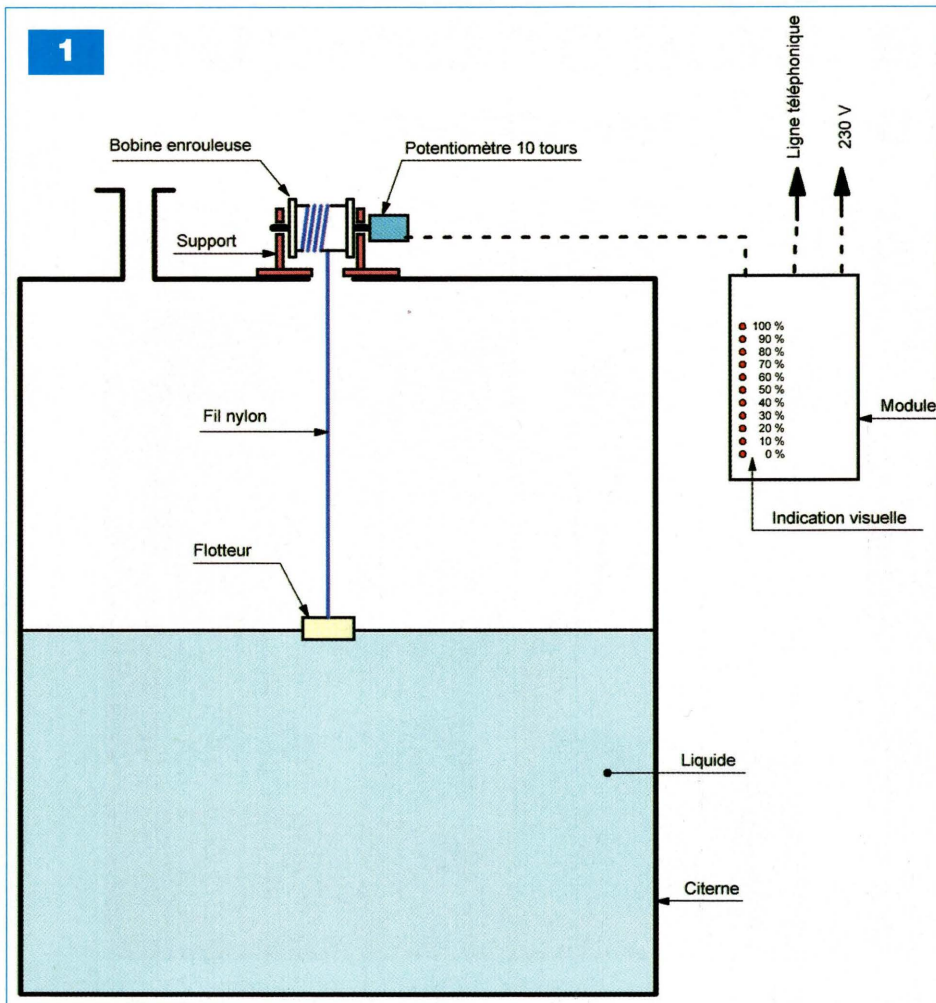 1
Ligne téléphonique
230 V
Bobine enrouleuse
Potentiomètre 10 tours
Support
100 %
90 %
80 %
70 %
60 %
50 %
40 %
30 %
20 %
10 %
0 %
Module
Fil nylon
Indication visuelle
Flotteur
Liquide
Citerne